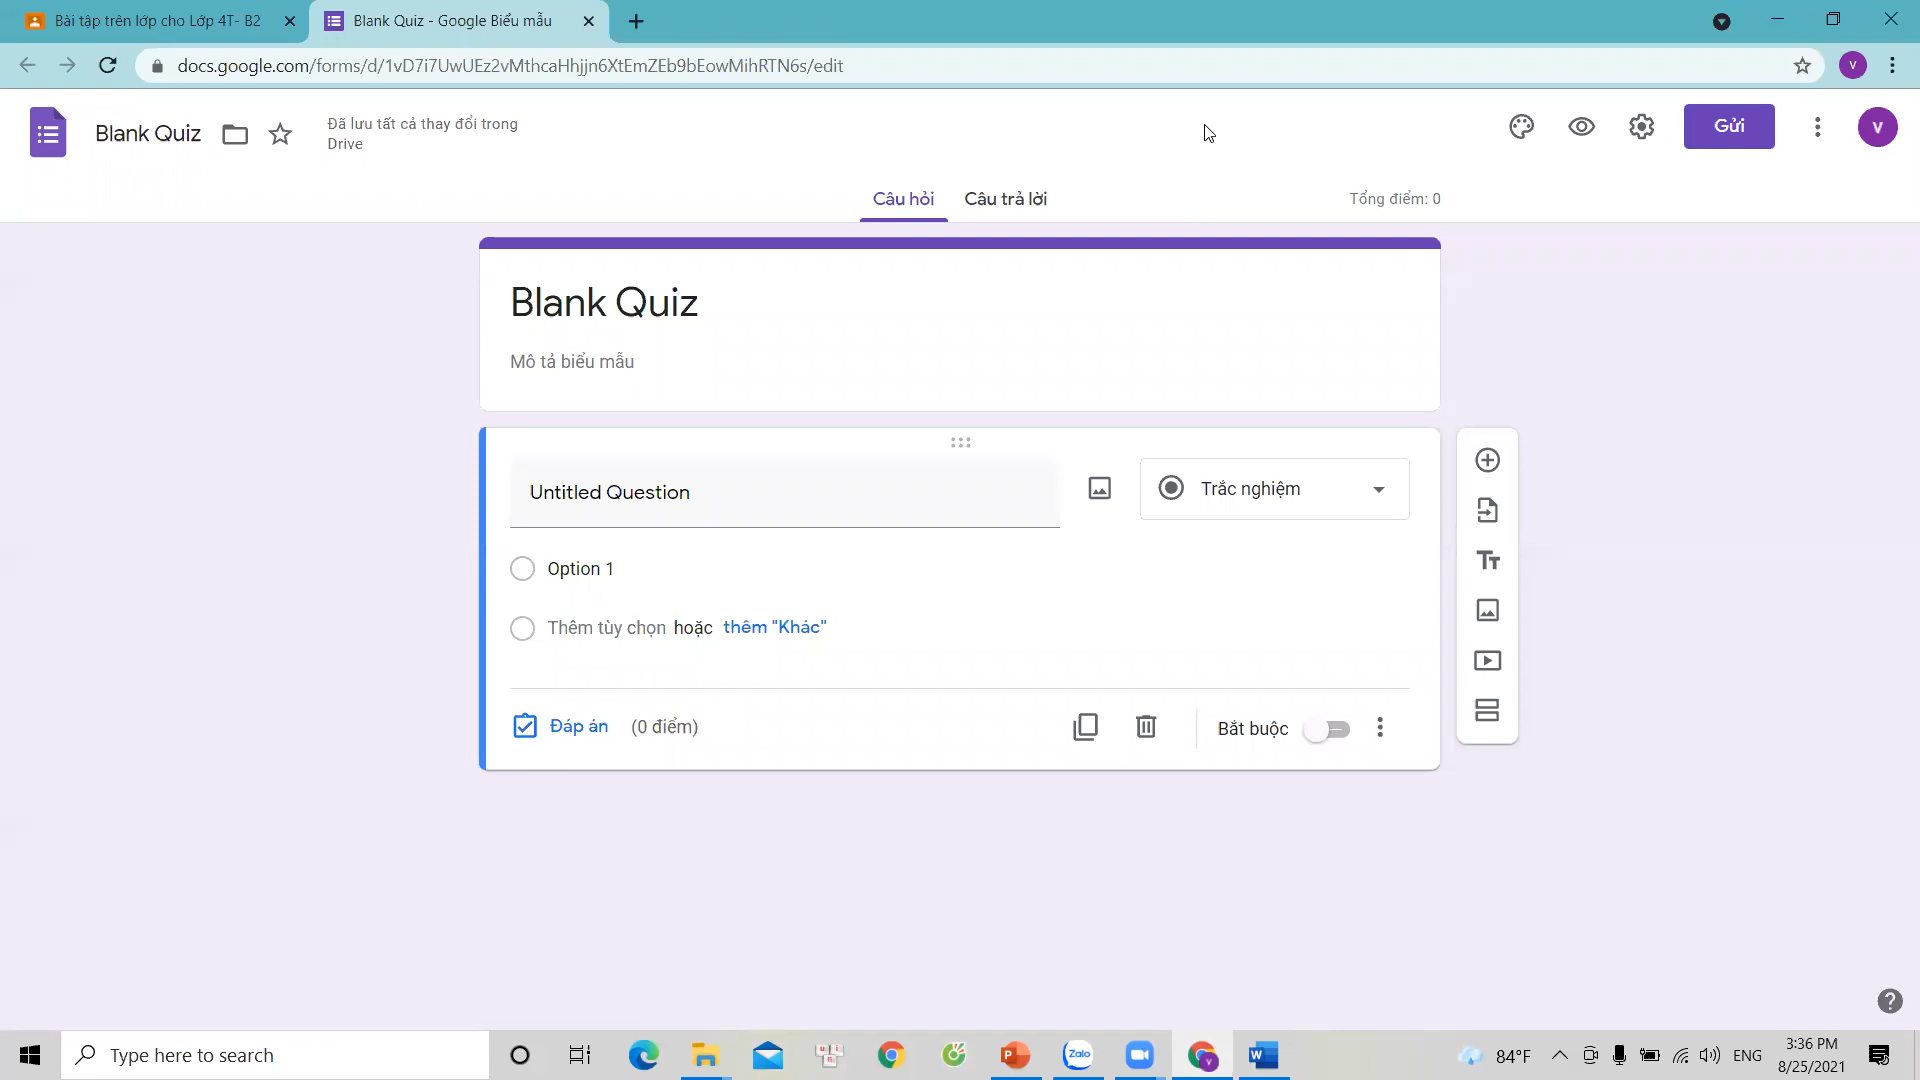 Bài tập trên lớp cho Lớp 4T- B2
Blank Quiz - Google Biểu mẫu
docs.google.com/forms/d/1vD7i7UwUEz2vMthcaHhjjn6XtEmZEb9bEowMihRTN6s/edit
V
Blank Quiz
Đã lưu tất cả thay đổi trong
Drive
Gửi
V
Câu hỏi
Câu trả lời
Tổng điểm: 0
Blank Quiz
Mô tả biểu mẫu
Untitled Question
Trắc nghiệm
Option 1
Thêm tùy chọn hoặc thêm "Khác"
Tт
Đáp án
(0 điểm)
Bắt buộc
Type here to search
Zalo
84°F
ENG
3:36 PM
8/25/2021